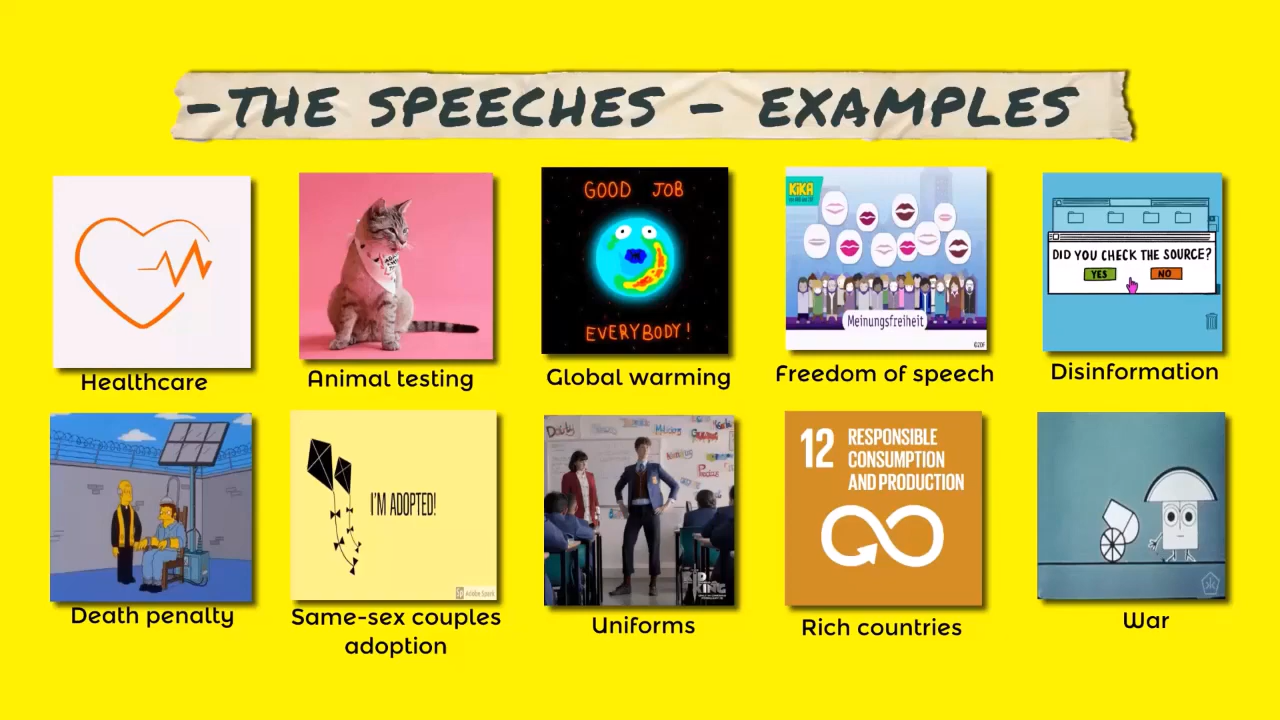 -THE SPEECHES - EXAMPLES
GOOD JOB
EVERYBODY!
KiKA
Meinungsfreiheit
DID YOU CHECK THE SOURCE?
YES
NO
Healthcare
Animal testing
Global warming
Freedom of speech
Disinformation
I'M ADOPTED!
Adobe Spark
12 RESPONSIBLE
CONSUMPTION
AND PRODUCTION
Death penalty
Same-sex couples
adoption
Uniforms
Rich countries
War